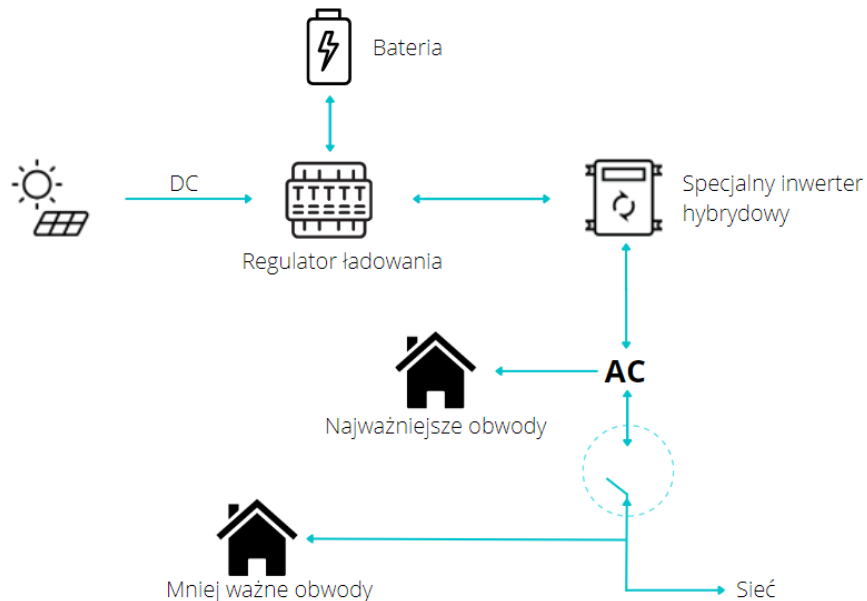 Bateria
DC
Specjalny inwerter
hybrydowy
Regulator ładowania
AC
Najważniejsze obwody
Mniej ważne obwody
Sieć